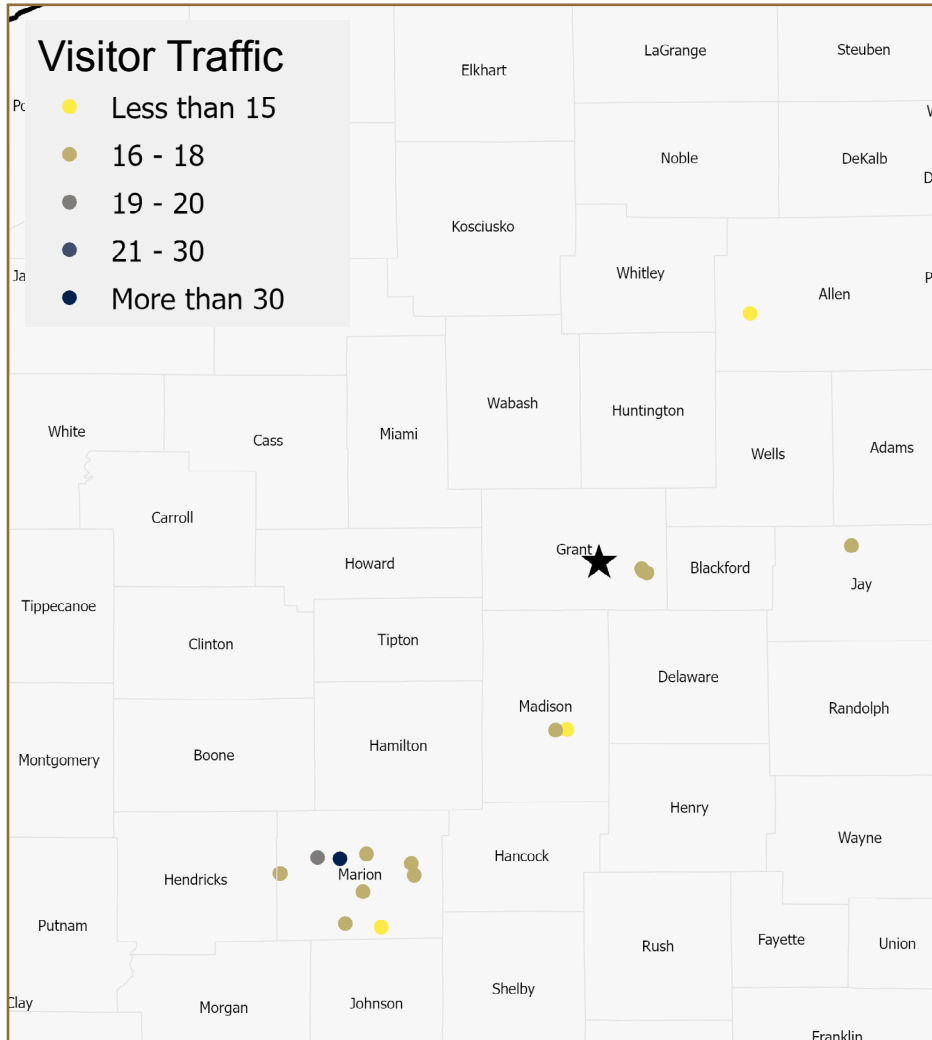 Visitor Traffic
Less than 15
16 - 18
19 - 20
21 - 30
More than 30
Elkhart
LaGrange
Steuben
Noble
DeKalb
Kosciusko
Whitley
Allen
White
Cass
Miami
Wabash
Huntington
Wells
Adams
Carroll
Howard
Grant
Blackford
Jay
Tippecanoe
Clinton
Tipton
Delaware
Madison
Randolph
Montgomery
Boone
Hamilton
Henry
Wayne
Hendricks
Marion
Hancock
Putnam
Rush
Fayette
Union
Clay
Morgan
Johnson
Shelby
Franklin